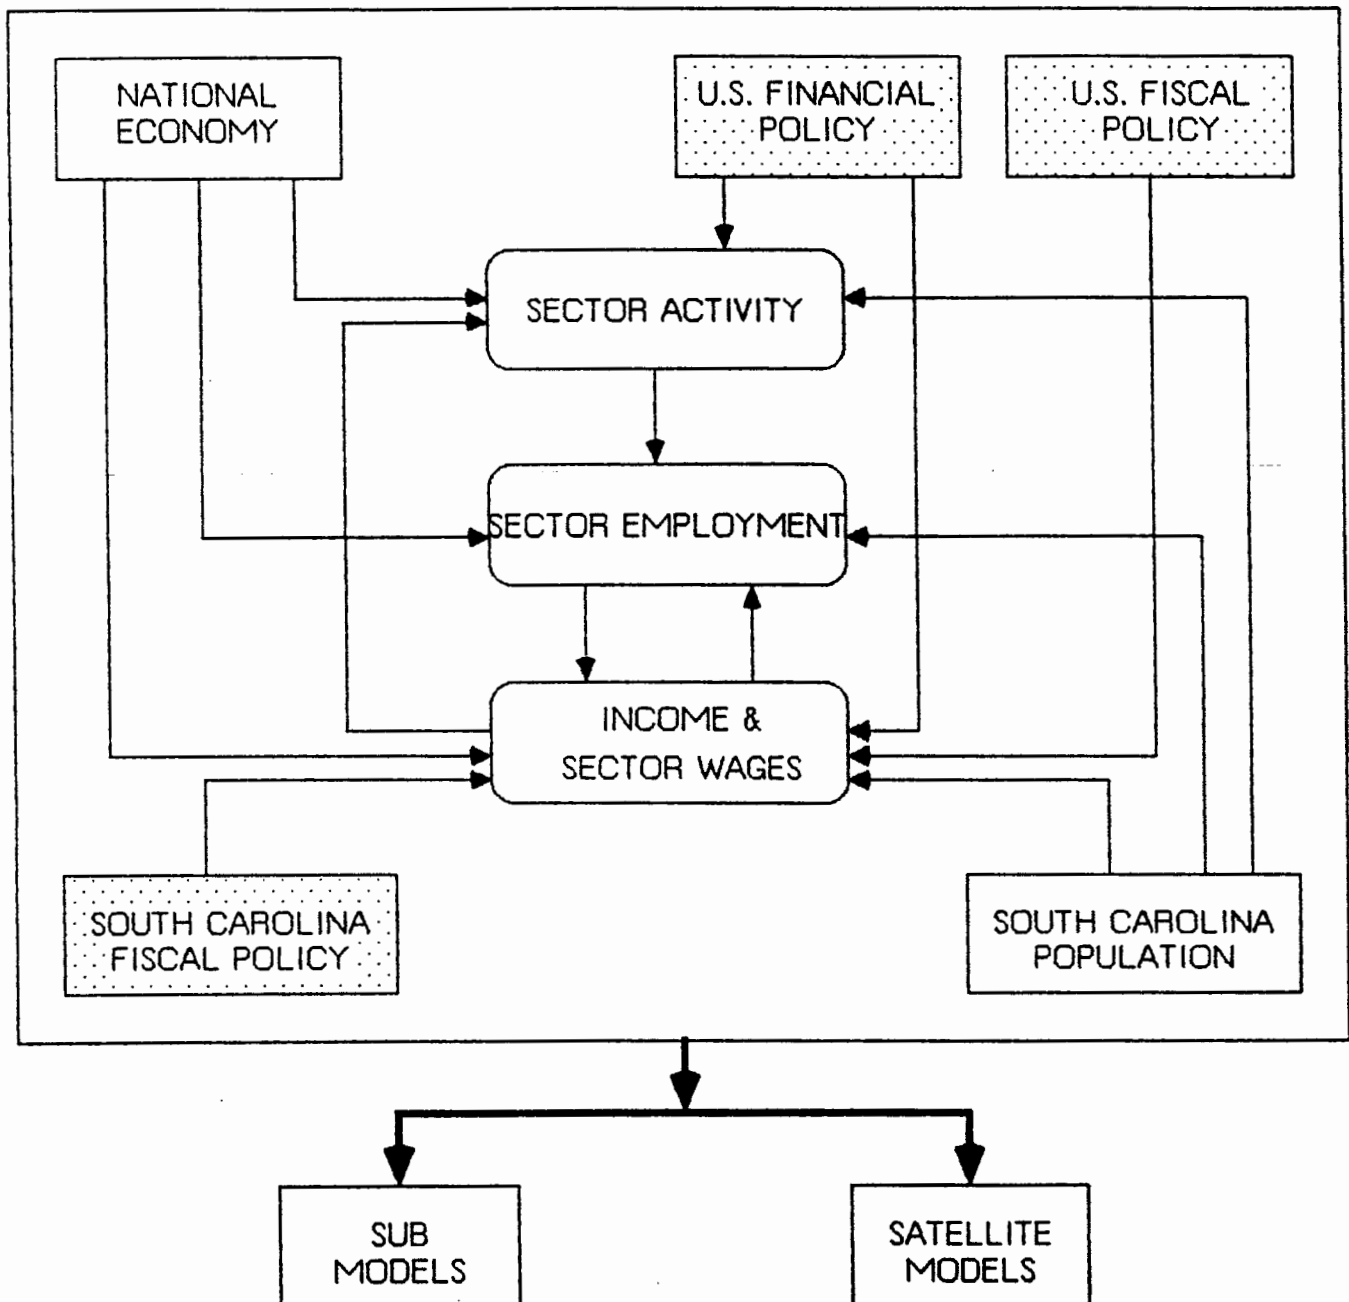 NATIONAL
ECONOMY
U.S. FINANCIAL
POLICY
U.S. FISCAL
POLICY
SECTOR ACTIVITY
SECTOR EMPLOYMENT
INCOME &
SECTOR WAGES
SOUTH CAROLINA
FISCAL POLICY
SOUTH CAROLINA
POPULATION
SUB
MODELS
SATELLITE
MODELS